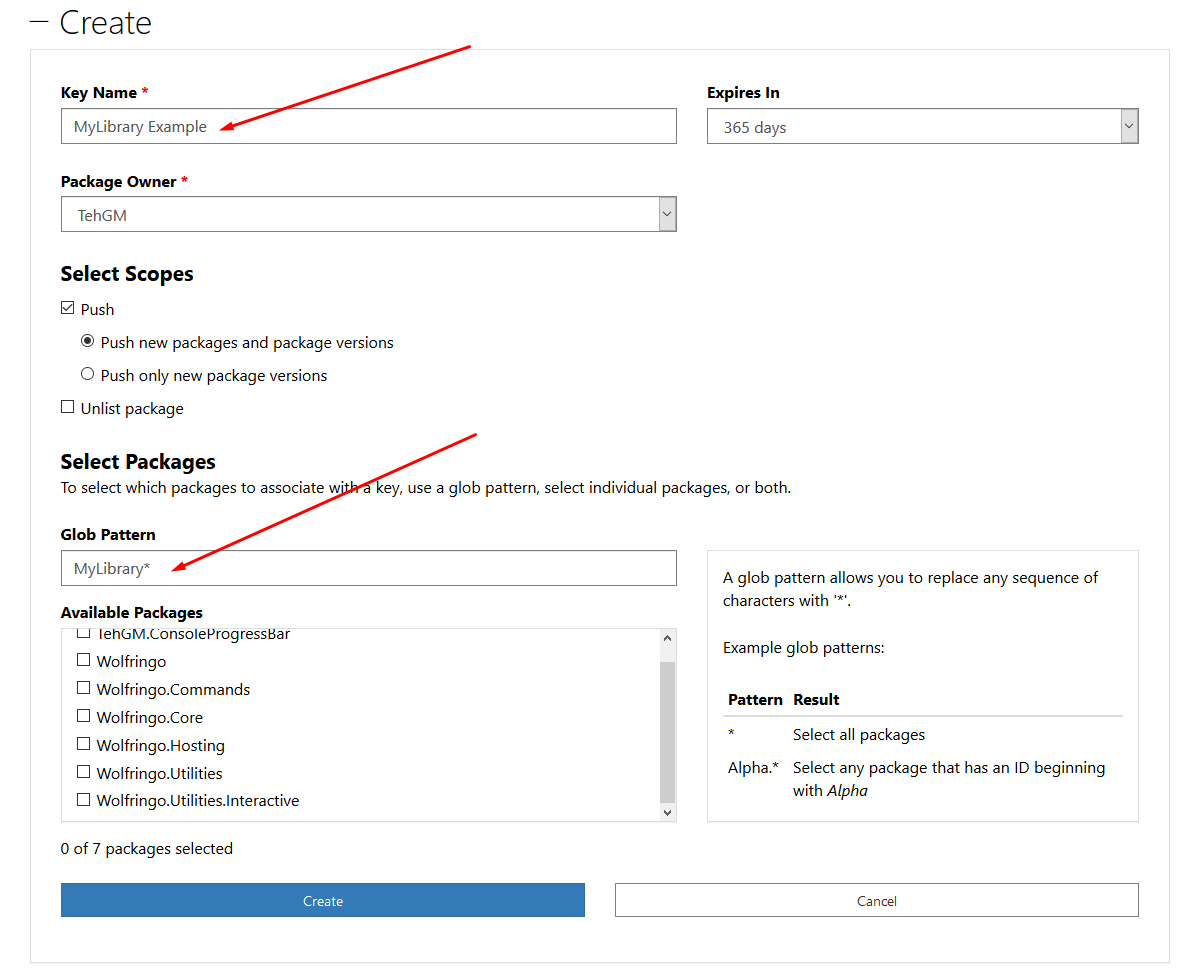 Create
Key Name *
MyLibrary Example
Expires In
365 days
Package Owner *
TehGM
Select Scopes
Push
Push new packages and package versions
Push only new package versions
Unlist package
Select Packages
To select which packages to associate with a key, use a glob pattern, select individual packages, or both.
Glob Pattern
MyLibrary*
Available Packages
TehGM.ConsoleProgressBar
Wolfringo
Wolfringo.Commands
Wolfringo.Core
Wolfringo.Hosting
Wolfringo.Utilities
Wolfringo.Utilities.Interactive
0 of 7 packages selected
A glob pattern allows you to replace any sequence of
characters with '*'.
Example glob patterns:
Pattern Result
* Select all packages
Alpha.* Select any package that has an ID beginning
with Alpha
Create
Cancel